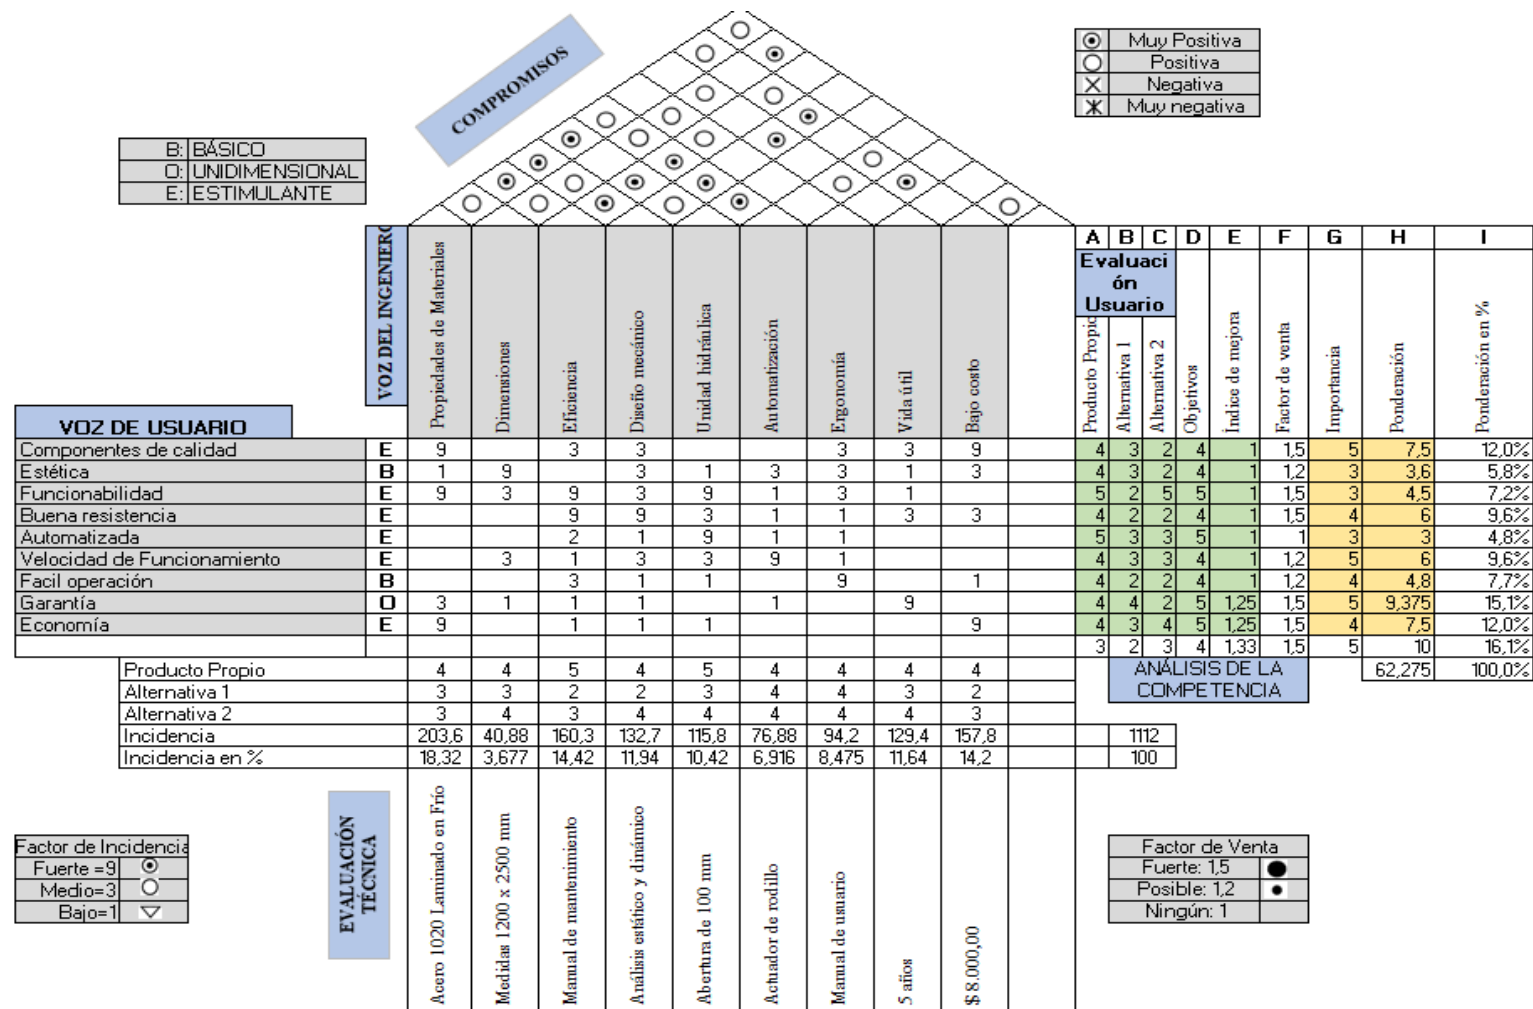 COMPROMISOS
Muy Positiva
Positiva
Negativa
Muy negativa
B: BÁSICO
O: UNIDIMENSIONAL
E: ESTIMULANTE
VOZ DEL INGENIERO
Propiedades de Materiales
Dimensiones
Eficiencia
Diseño mecánico
Unidad hidráulica
Automatización
Ergonomía
Vida útil
Bajo costo
A B C D E F G H I
Evaluaci
ón
Usuario
Producto Propio
Alternativa 1
Alternativa 2
Objetivos
Índice de mejora
Factor de venta
Importancia
Ponderación
Ponderación en %
VOZ DE USUARIO
Componentes de calidad E 9 3 3 3 3 9 4 3 2 4 1 1,5 5 7,5 12,0%
Estética B 1 9 3 1 3 3 1 3 4 3 2 4 1 1,2 3 3,6 5,8%
Funcionabilidad E 9 3 9 3 9 1 3 1 5 2 5 5 1 1,5 3 4,5 7,2%
Buena resistencia E 9 9 3 1 1 3 3 4 2 2 4 1 1,5 4 6 9,6%
Automatizada E 2 1 9 1 1 5 3 3 5 1 1 3 3 4,8%
Velocidad de Funcionamiento E 3 1 3 3 9 1 4 3 3 4 1 1,2 5 6 9,6%
Facil operación B 3 1 1 9 1 4 2 2 4 1 1,2 4 4,8 7,7%
Garantía O 3 1 1 1 1 9 4 4 2 5 1,25 1,5 5 9,375 15,1%
Economía E 9 1 1 1 9 4 3 4 5 1,25 1,5 4 7,5 12,0%
3 2 3 4 1,33 1,5 5 10 16,1%
Producto Propio 4 4 5 4 5 4 4 4 4
62,275 100,0%
Alternativa 1 3 3 2 2 3 4 4 3 2
Alternativa 2 3 4 3 4 4 4 4 4 3
ANÁLISIS DE LA
COMPETENCIA
Incidencia 203,6 40,88 160,3 132,7 115,8 76,88 94,2 129,4 157,8 1112
Incidencia en % 18,32 3,677 14,42 11,94 10,42 6,916 8,475 11,64 14,2 100
EVALUACIÓN
TÉCNICA
Acero 1020 Laminado en Frío
Medidas 1200 x 2500 mm
Manual de mantenimiento
Análisis estático y dinámico
Abertura de 100 mm
Actuador de rodillo
Manual de usuario
5 años
$ 8.000,00
Factor de Incidencia
Fuerte =9
Medio=3
Bajo=1
Factor de Venta
Fuerte: 1,5
Posible: 1,2
Ningún: 1